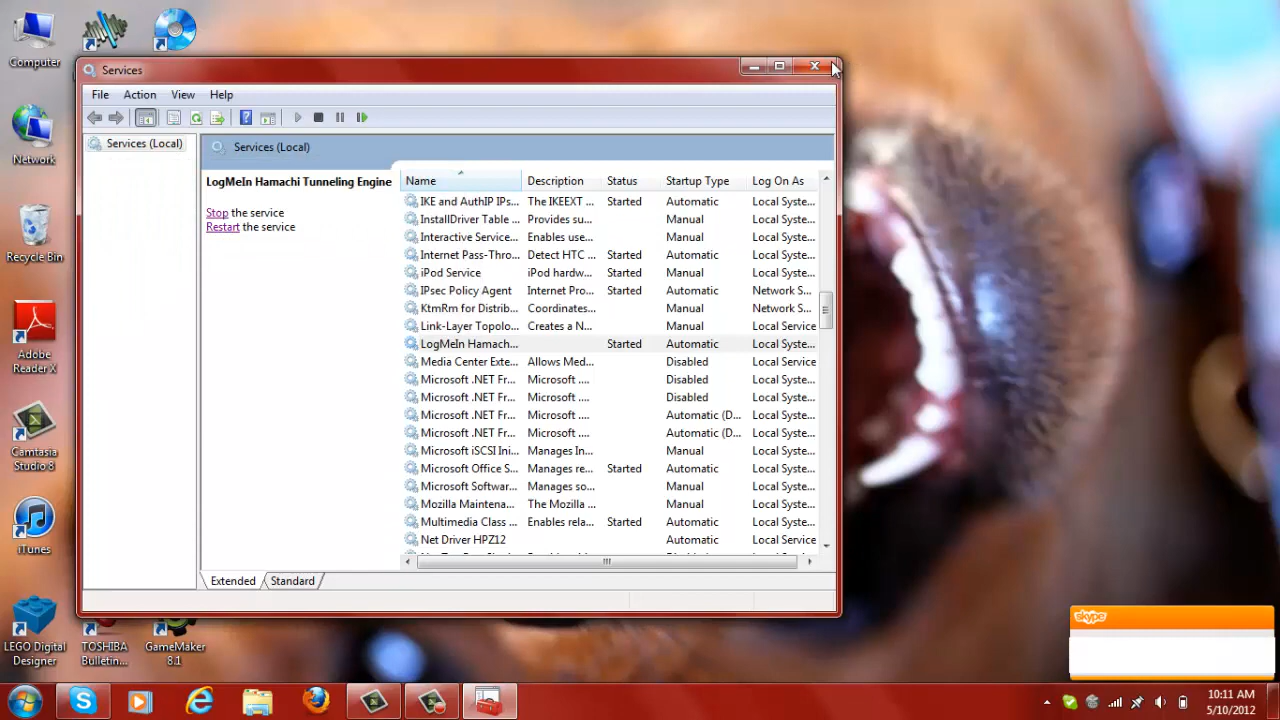 Computer
Network
Recycle Bin
Adobe
Reader X
Camtasia
Studio 8
iTunes
LEGO Digital
Designer
TOSHIBA
Bulletin...
GameMaker
8.1
Services
File Action View Help
Services (Local)
Services (Local)
LogMeIn Hamachi Tunneling Engine
Stop the service
Restart the service
Name Description Status Startup Type Log On As
IKE and AuthIP IPs... The IKEEXT ... Started Automatic Local Syste...
InstallDriver Table ... Provides su... Manual Local Syste...
Interactive Service... Enables use... Manual Local Syste...
Internet Pass-Thro... Detect HTC ... Started Automatic Local Syste...
iPod Service iPod hardw... Started Manual Local Syste...
IPsec Policy Agent Internet Pro... Started Automatic Network S...
KtmRm for Distrib... Coordinates... Manual Network S...
Link-Layer Topolo... Creates a N... Manual Local Service
LogMeIn Hamach... Started Automatic Local Syste...
Media Center Exte... Allows Med... Disabled Local Service
Microsoft .NET Fr... Microsoft .... Disabled Local Syste...
Microsoft .NET Fr... Microsoft .... Disabled Local Syste...
Microsoft .NET Fr... Microsoft .... Automatic (D... Local Syste...
Microsoft .NET Fr... Microsoft .... Automatic (D... Local Syste...
Microsoft iSCSI Ini... Manages In... Manual Local Syste...
Microsoft Office S... Manages re... Started Automatic Local Syste...
Microsoft Softwar... Manages so... Manual Local Syste...
Mozilla Maintena... The Mozilla ... Manual Local Syste...
Multimedia Class ... Enables rela... Started Automatic Local Syste...
Net Driver HPZ12 Automatic Local Service
Extended Standard
skype
10:11 AM
5/10/2012